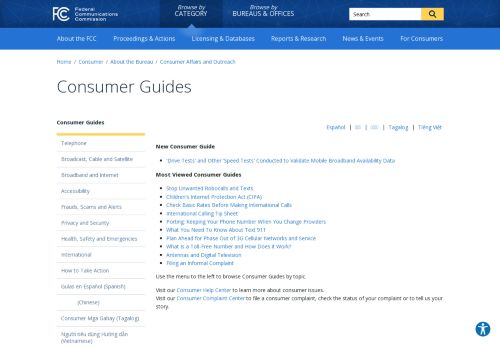 FCC
Federal
Communications
Commission
Browse by
CATEGORY
Browse by
BUREAUS & OFFICES
Search
About the FCC
Proceedings & Actions
Licensing & Databases
Reports & Research
News & Events
For Consumers
Home / Consumer / About the Bureau / Consumer Affairs and Outreach
Consumer Guides
Consumer Guides
Telephone
Broadcast, Cable and Satellite
Broadband and Internet
Accessibility
Frauds, Scams and Alerts
Privacy and Security
Health, Safety and Emergencies
International
How to Take Action
Guías en Español (Spanish)
(Chinese)
Consumer Mga Gabay (Tagalog)
Người tiêu dùng Hướng dẫn
(Vietnamese)
Español | | | Tagalog | Tiếng Việt
New Consumer Guide
'Drive Tests' and Other 'Speed Tests' Conducted to Validate Mobile Broadband Availability Data
Most Viewed Consumer Guides
Stop Unwanted Robocalls and Texts
Children's Internet Protection Act (CIPA)
Check Basic Rates Before Making International Calls
International Calling Tip Sheet
Porting: Keeping Your Phone Number When You Change Providers
What You Need To Know About Text 911
Plan Ahead for Phase Out of 3G Cellular Networks and Service
What is a Toll-Free Number and How Does it Work?
Antennas and Digital Television
Filing an Informal Complaint
Use the menu to the left to browse Consumer Guides by topic.
Visit our Consumer Help Center to learn more about consumer issues.
Visit our Consumer Complaint Center to file a consumer complaint, check the status of your complaint or to tell us your
story.